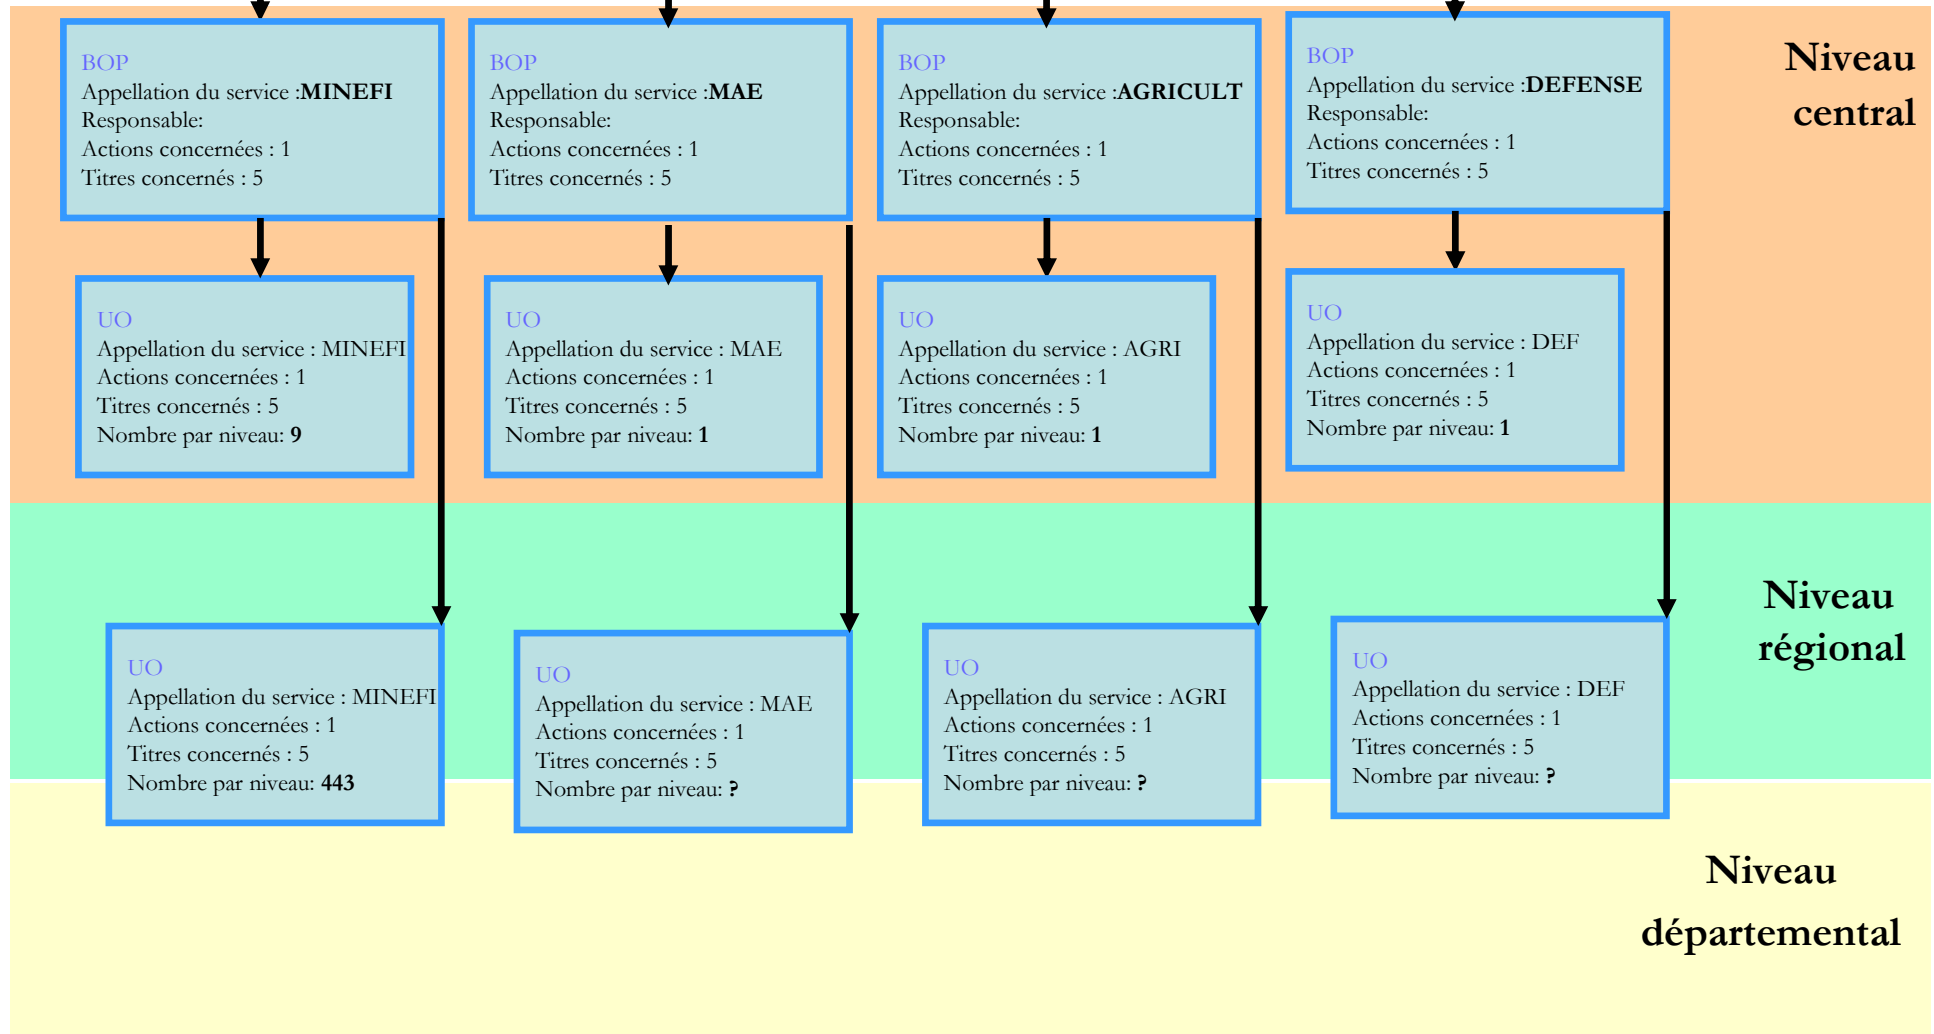 BOP
Appellation du service :MINEFI
Responsable:
Actions concernées : 1
Titres concernés : 5
BOP
Appellation du service :MAE
Responsable:
Actions concernées : 1
Titres concernés : 5
BOP
Appellation du service :AGRICULT
Responsable:
Actions concernées : 1
Titres concernés : 5
BOP
Appellation du service :DEFENSE
Responsable:
Actions concernées : 1
Titres concernés : 5
Niveau
central
UO
Appellation du service : MINEFI
Actions concernées : 1
Titres concernés : 5
Nombre par niveau: 9
UO
Appellation du service : MAE
Actions concernées : 1
Titres concernés : 5
Nombre par niveau: 1
UO
Appellation du service : AGRI
Actions concernées : 1
Titres concernés : 5
Nombre par niveau: 1
UO
Appellation du service : DEF
Actions concernées : 1
Titres concernés : 5
Nombre par niveau: 1
Niveau
régional
UO
Appellation du service : MINEFI
Actions concernées : 1
Titres concernés : 5
Nombre par niveau: 443
UO
Appellation du service : MAE
Actions concernées : 1
Titres concernés : 5
Nombre par niveau: ?
UO
Appellation du service : AGRI
Actions concernées : 1
Titres concernés : 5
Nombre par niveau: ?
UO
Appellation du service : DEF
Actions concernées : 1
Titres concernés : 5
Nombre par niveau: ?
Niveau
départemental